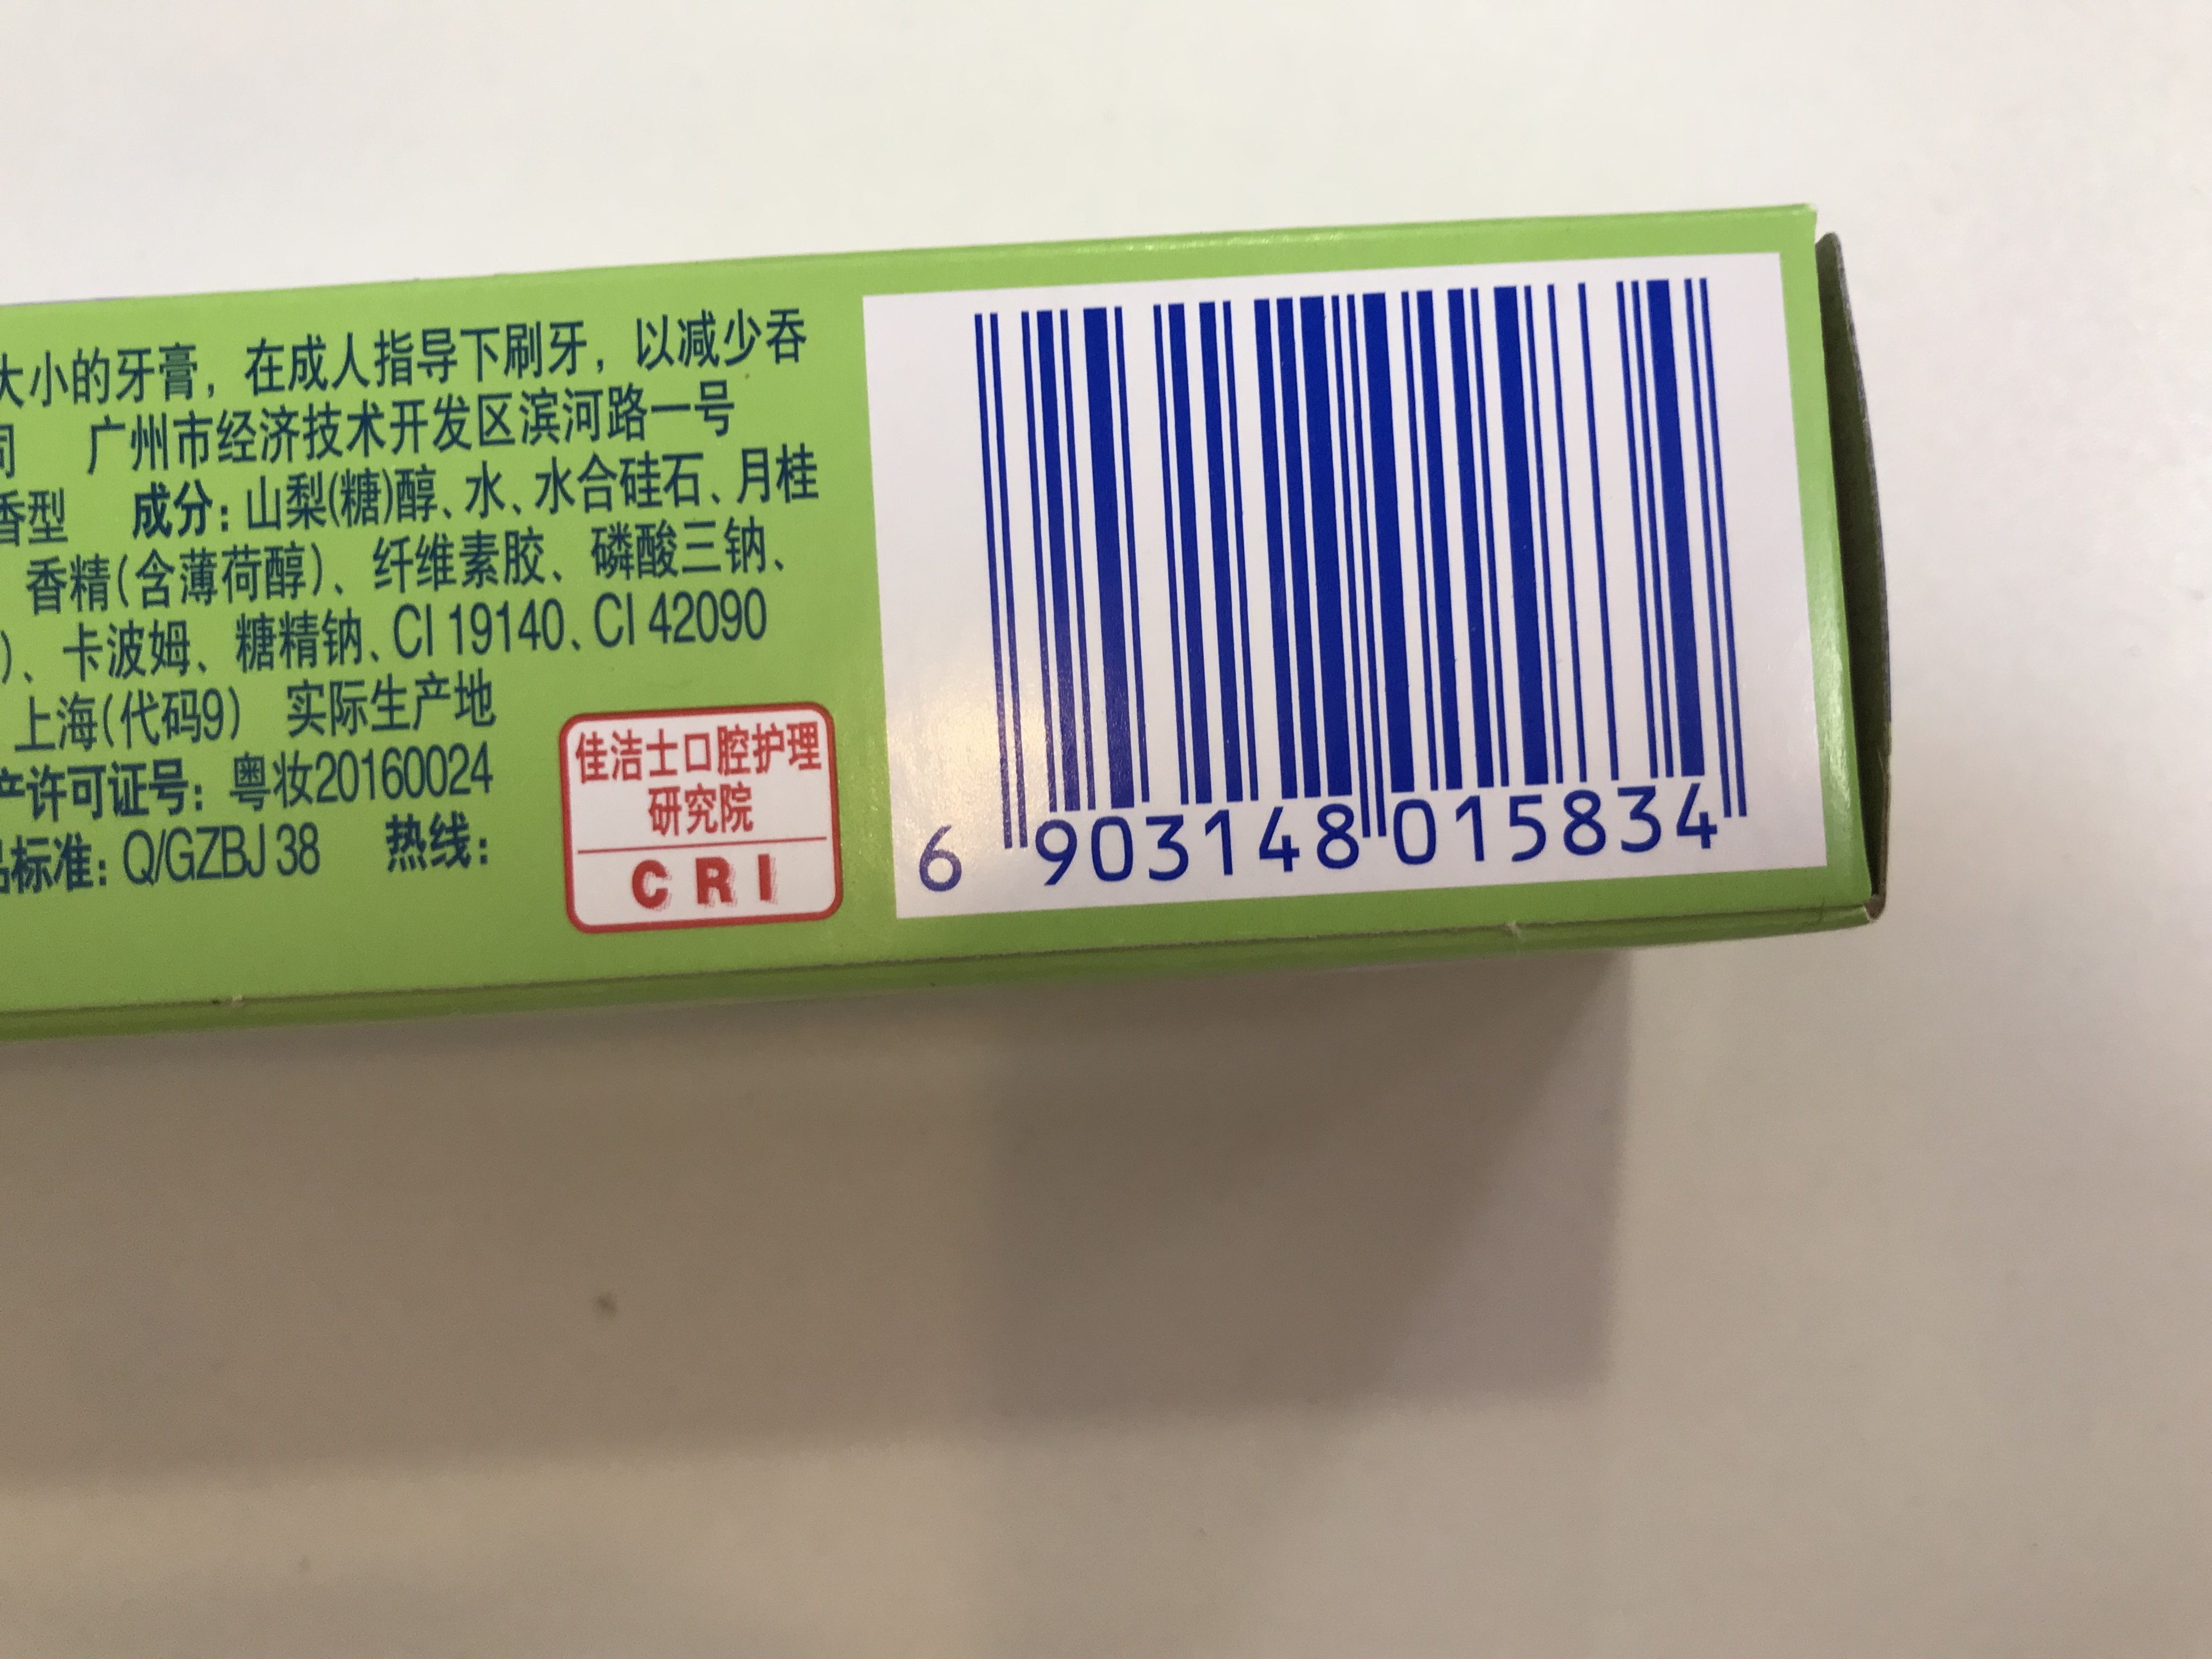 大小的牙膏，在成人指导下刷牙，以减少吞
司 广州市经济技术开发区滨河路一号
香型 成分：山梨(糖)醇、水、水合硅石、月桂
香精(含薄荷醇)、纤维素胶、磷酸三钠、
)、卡波姆、糖精钠、CI 19140、CI 42090
上海(代码9) 实际生产地
产许可证号：粤妆20160024
品标准：Q/GZBJ 38 热线：
佳洁士口腔护理
研究院
CRI
6 903148 015834